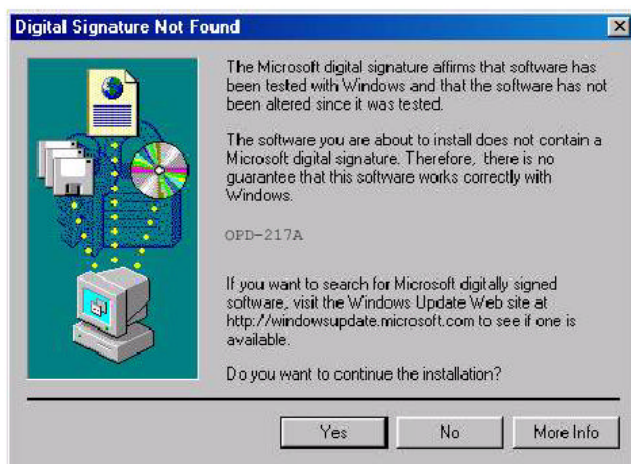 Digital Signature Not Found
The Microsoft digital signature affirms that software has
been tested with Windows and that the software has not
been altered since it was tested.
The software you are about to install does not contain a
Microsoft digital signature. Therefore, there is no
guarantee that this software works correctly with
Windows.
OPD-217A
If you want to search for Microsoft digitally signed
software, visit the Windows Update Web site at
http://windowsupdate.microsoft.com to see if one is
available.
Do you want to continue the installation?
Yes
No
More Info